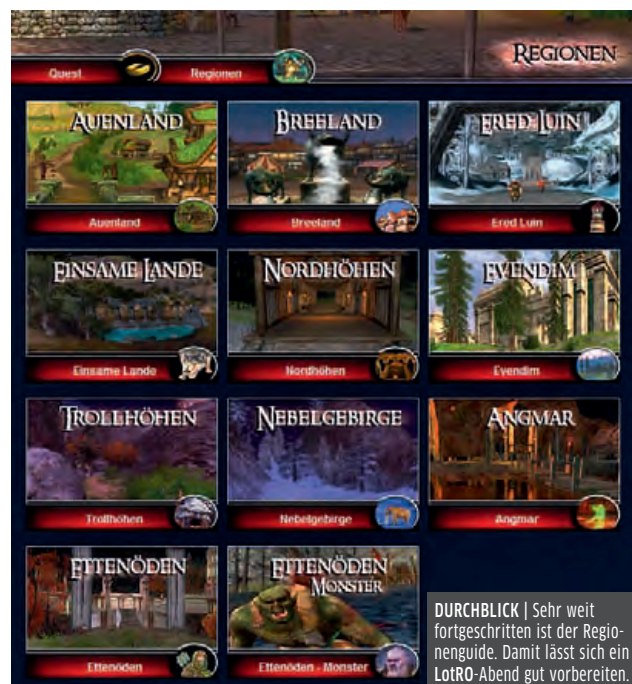 REGIONEN
Quest
Regionen
AUENLAND
BREELAND
ERED LUIN
Auenland
Breeland
Ered Luin
EINSAME LANDE
NORDHÖHEN
EVENDIM
Einsame Lande
Nordhöhen
Evendim
TROLLHÖHEN
NEBELGEBIRGE
ANGMAR
Trollhöhen
Nebelgebirge
Angmar
ETTENÖDEN
ETTENÖDEN
MONSTER
Ettenöden
Ettenöden - Monster
DURCHBLICK | Sehr weit
fortgeschritten ist der Regio-
nenguide. Damit lässt sich ein
LotRO-Abend gut vorbereiten.